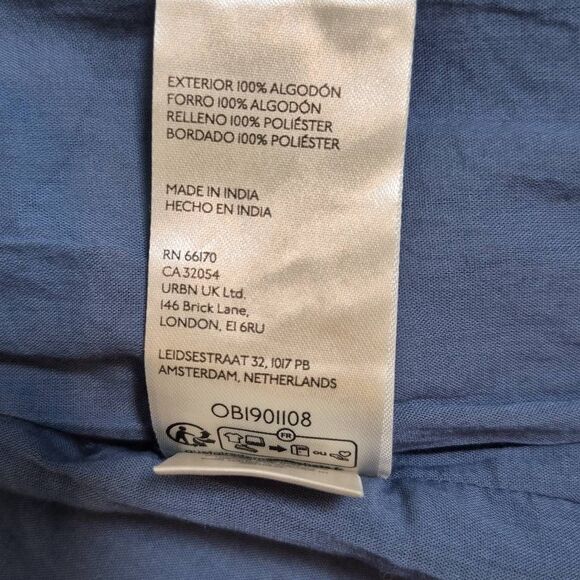 EXTERIOR 100% ALGODÓN
FORRO 100% ALGODÓN
RELLENO 100% POLIÉSTER
BORDADO 100% POLIÉSTER
MADE IN INDIA
HECHO EN INDIA
RN 66170
CA 32054
URBN UK Ltd.
146 Brick Lane,
LONDON, E1 6RU
LEIDSESTRAAT 32, 1017 PB
AMSTERDAM, NETHERLANDS
OB1901108
FR
OU